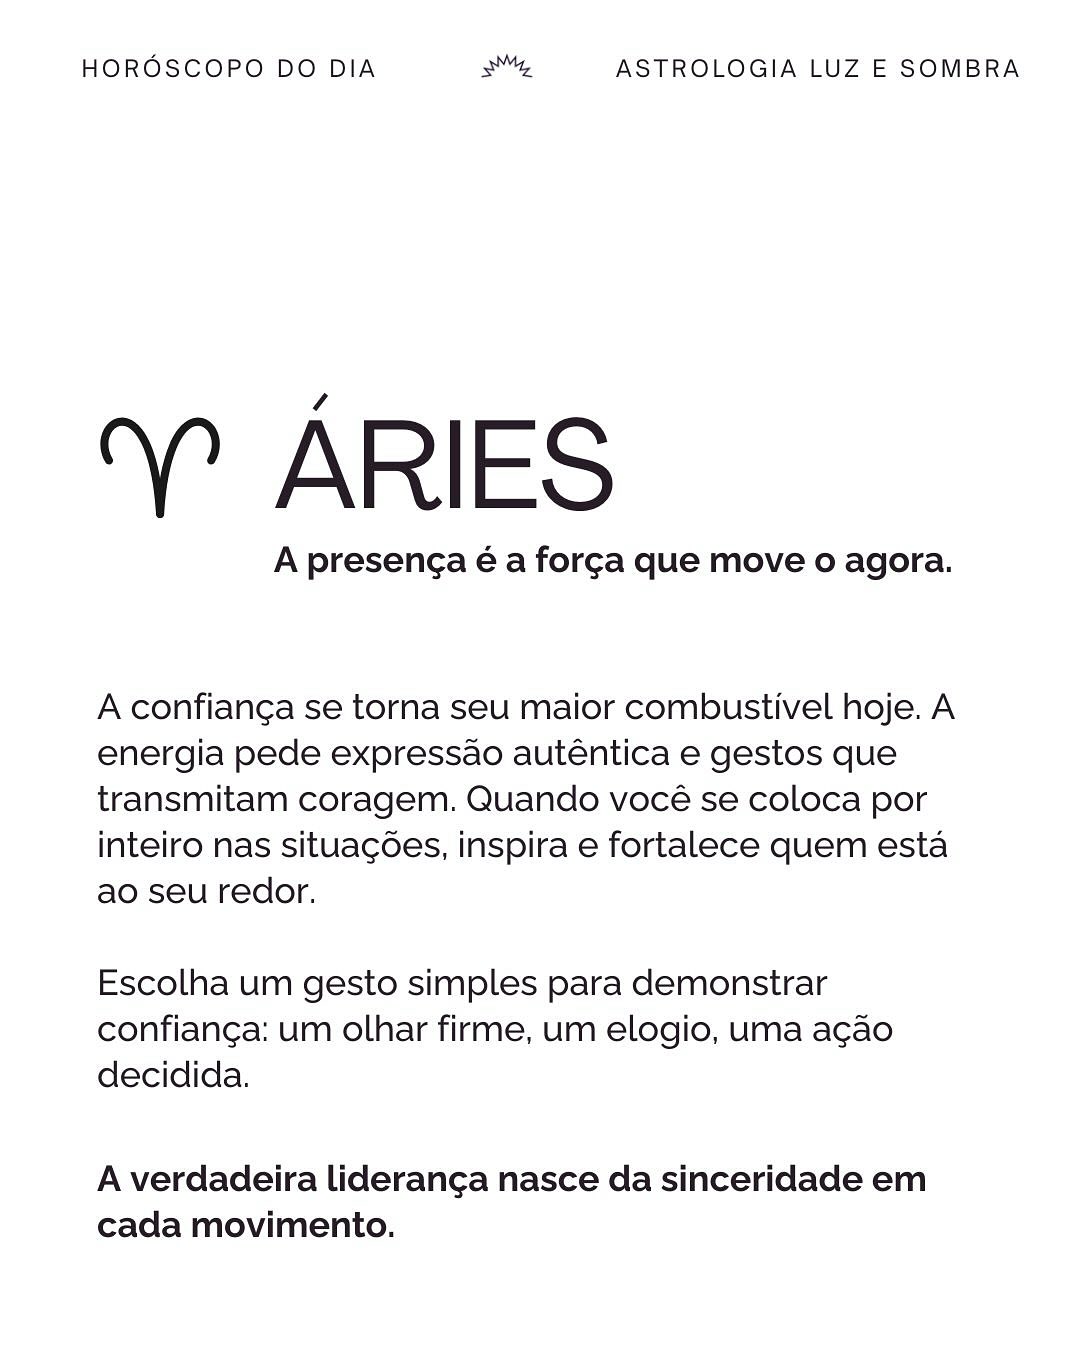 HORÓSCOPO DO DIA
ASTROLOGIA LUZ E SOMBRA
ÁRIES
A presença é a força que move o agora.
A confiança se torna seu maior combustível hoje. A
energia pede expressão autêntica e gestos que
transmitam coragem. Quando você se coloca por
inteiro nas situações, inspira e fortalece quem está
ao seu redor.
Escolha um gesto simples para demonstrar
confiança: um olhar firme, um elogio, uma ação
decidida.
A verdadeira liderança nasce da sinceridade em
cada movimento.